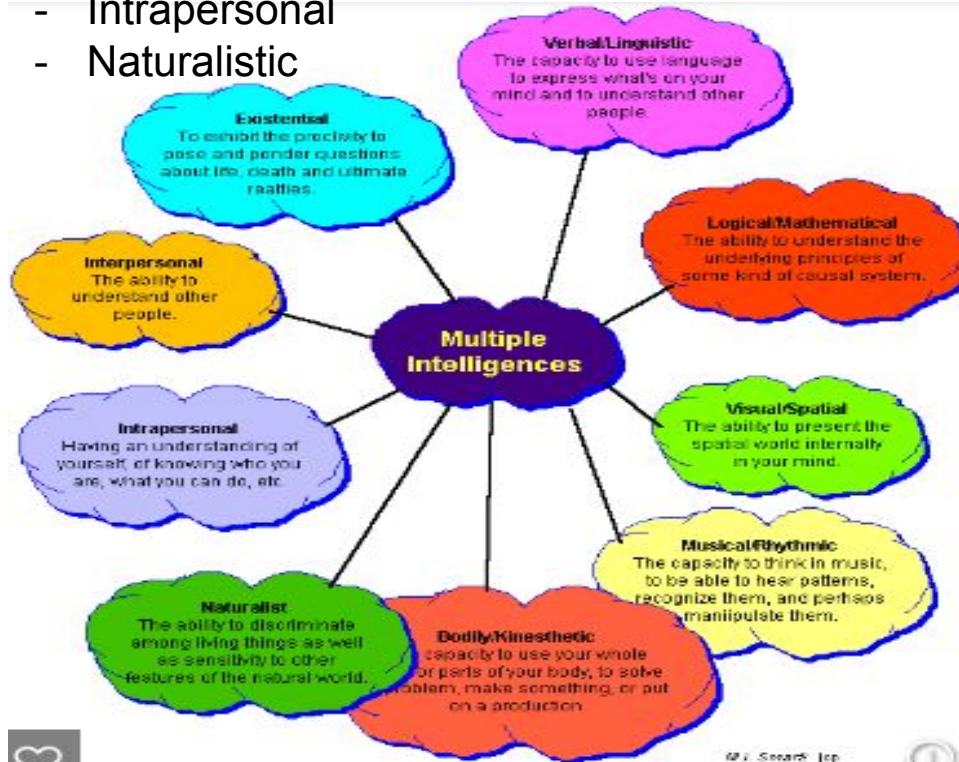 - Intrapersonal
- Naturalistic
Verbal/Linguistic
The capacity to use language
to express what's on your
mind and to understand other
people.
Existential
To exhibit the proclivity to
pose and ponder questions
about life, death and ultimate
realties.
Logical/Mathematical
The ability to understand the
underlying principles of
some kind of causal system.
Interpersonal
The ability to
understand other
people.
Multiple
Intelligences
Visual/Spatial
The ability to present the
spatial world internally
in your mind.
Intrapersonal
Having an understanding of
yourself, of knowing who you
are, what you can do, etc.
Musical/Rhythmic
The capacity to think in music,
to be able to hear patterns,
recognize them, and perhaps
maniipulate them.
Naturalist
The ability to discriminate
among living things as well
as sensitivity to other
features of the natural world.
Bodily/Kinesthetic
capacity to use your whole
or parts of your body, to solve
problem, make something, or put
on a production